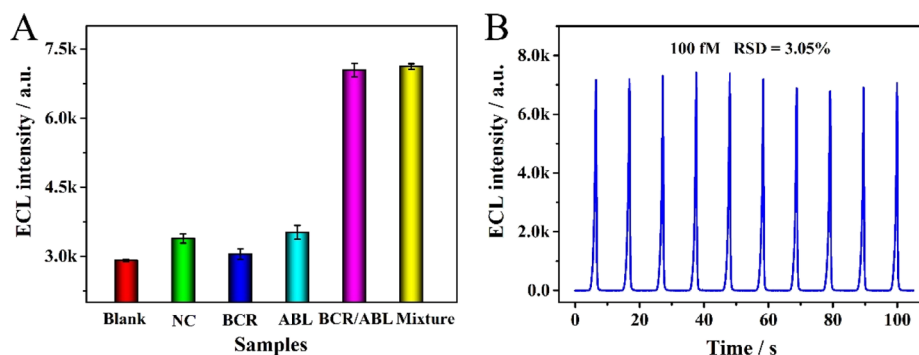 A
ECL intensity / a.u.
7.5k
6.0k
4.5k
3.0k
Blank NC BCR ABL BCR/ABL Mixture
Samples
B
ECL intensity / a.u.
100 fM RSD = 3.05%
8.0k
6.0k
4.0k
2.0k
0.0
0 20 40 60 80 100
Time / s